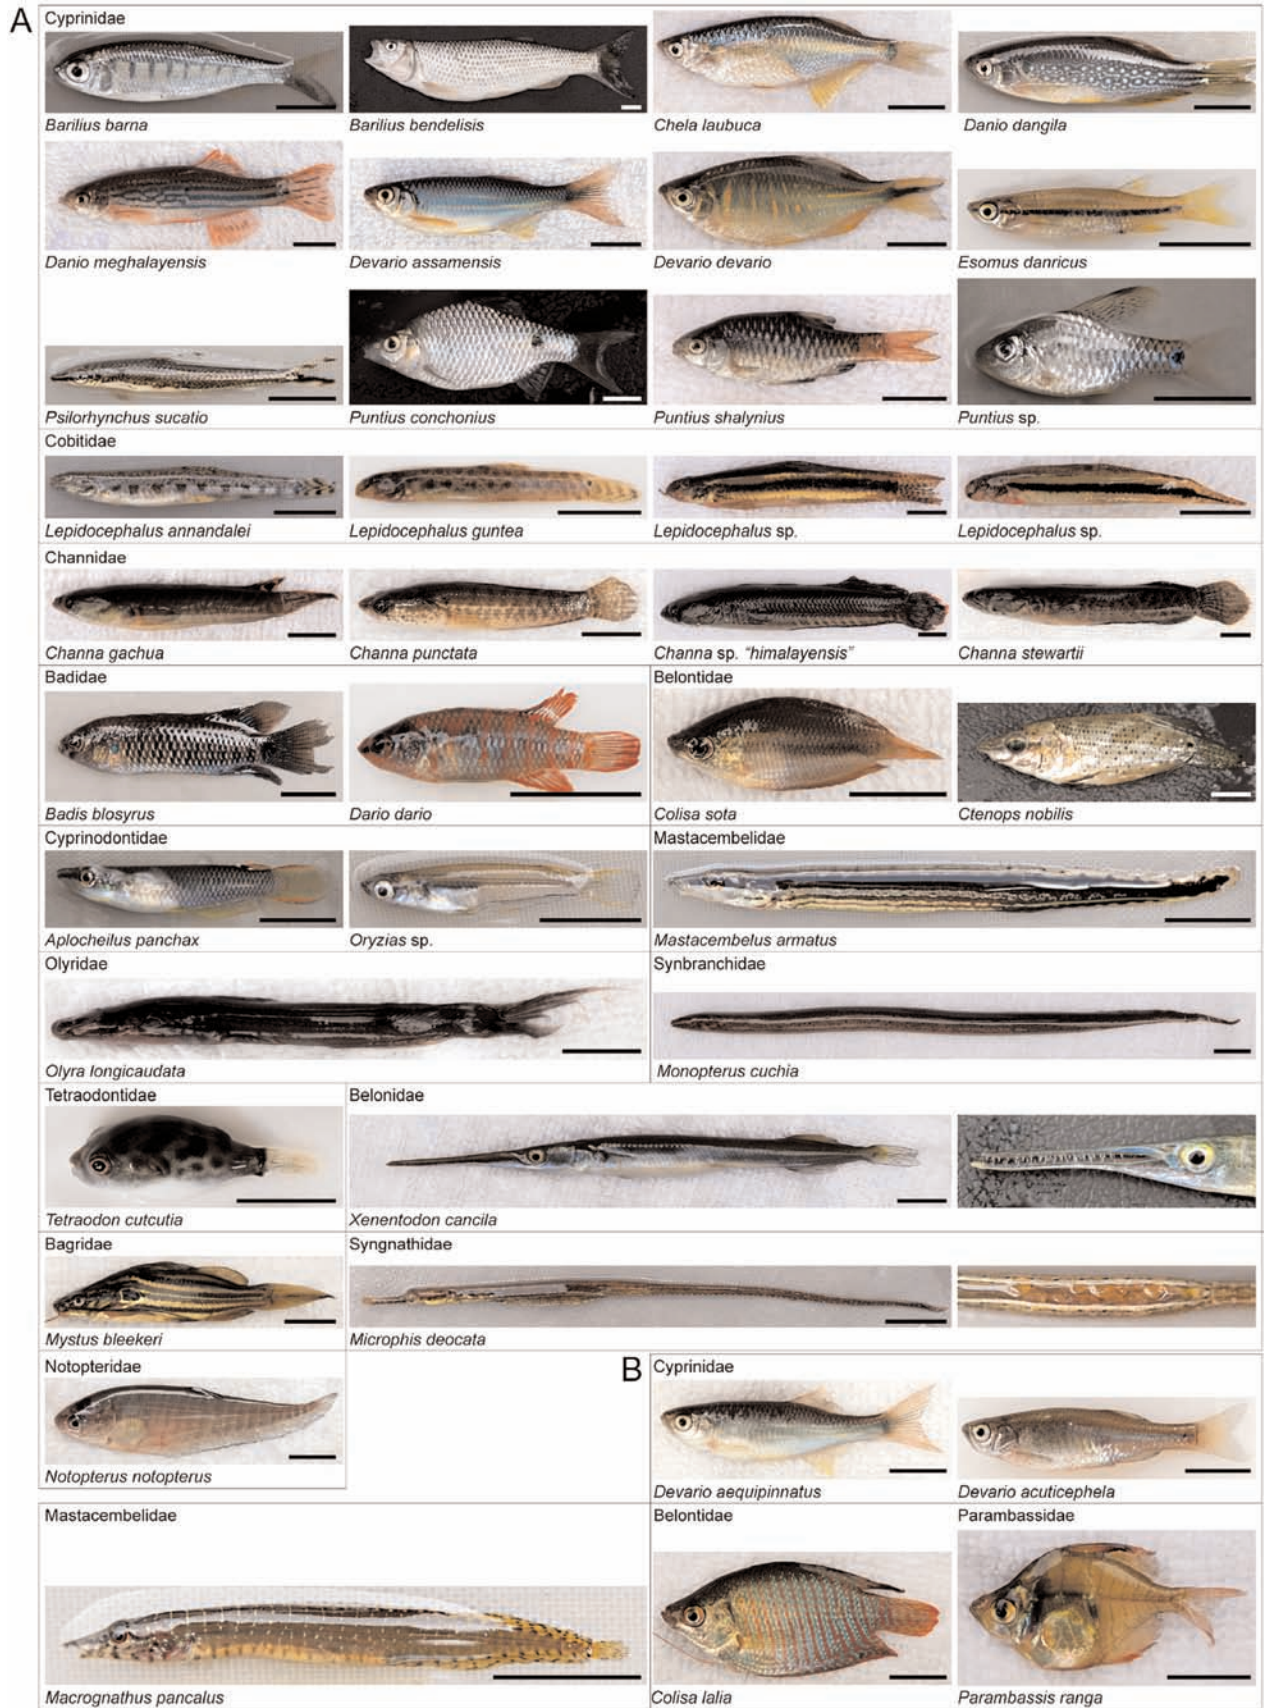 A
Cyprinidae
Barilius barna
Barilius bendelisis
Chela laubuca
Danio dangila
Danio meghalayensis
Devario assamensis
Devario devario
Esomus danricus
Psilorhynchus sucatio
Puntius conchonius
Puntius shalynius
Puntius sp.
Cobitidae
Lepidocephalus annandalei
Lepidocephalus guntea
Lepidocephalus sp.
Lepidocephalus sp.
Channidae
Channa gachua
Channa punctata
Channa sp. "himalayensis"
Channa stewartii
Badidae
Belontidae
Badis blosyrus
Dario dario
Colisa sota
Ctenops nobilis
Cyprinodontidae
Mastacembelidae
Aplocheilus panchax
Oryzias sp.
Mastacembelus armatus
Olyridae
Synbranchidae
Olyra longicaudata
Monopterus cuchia
Tetraodontidae
Belonidae
Tetraodon cutcutia
Xenentodon cancila
Bagridae
Syngnathidae
Mystus bleekeri
Microphis deocata
Notopteridae
B
Cyprinidae
Notopterus notopterus
Devario aequipinnatus
Devario acuticephela
Mastacembelidae
Belontidae
Parambassidae
Macrognathus pancalus
Colisa lalia
Parambassis ranga